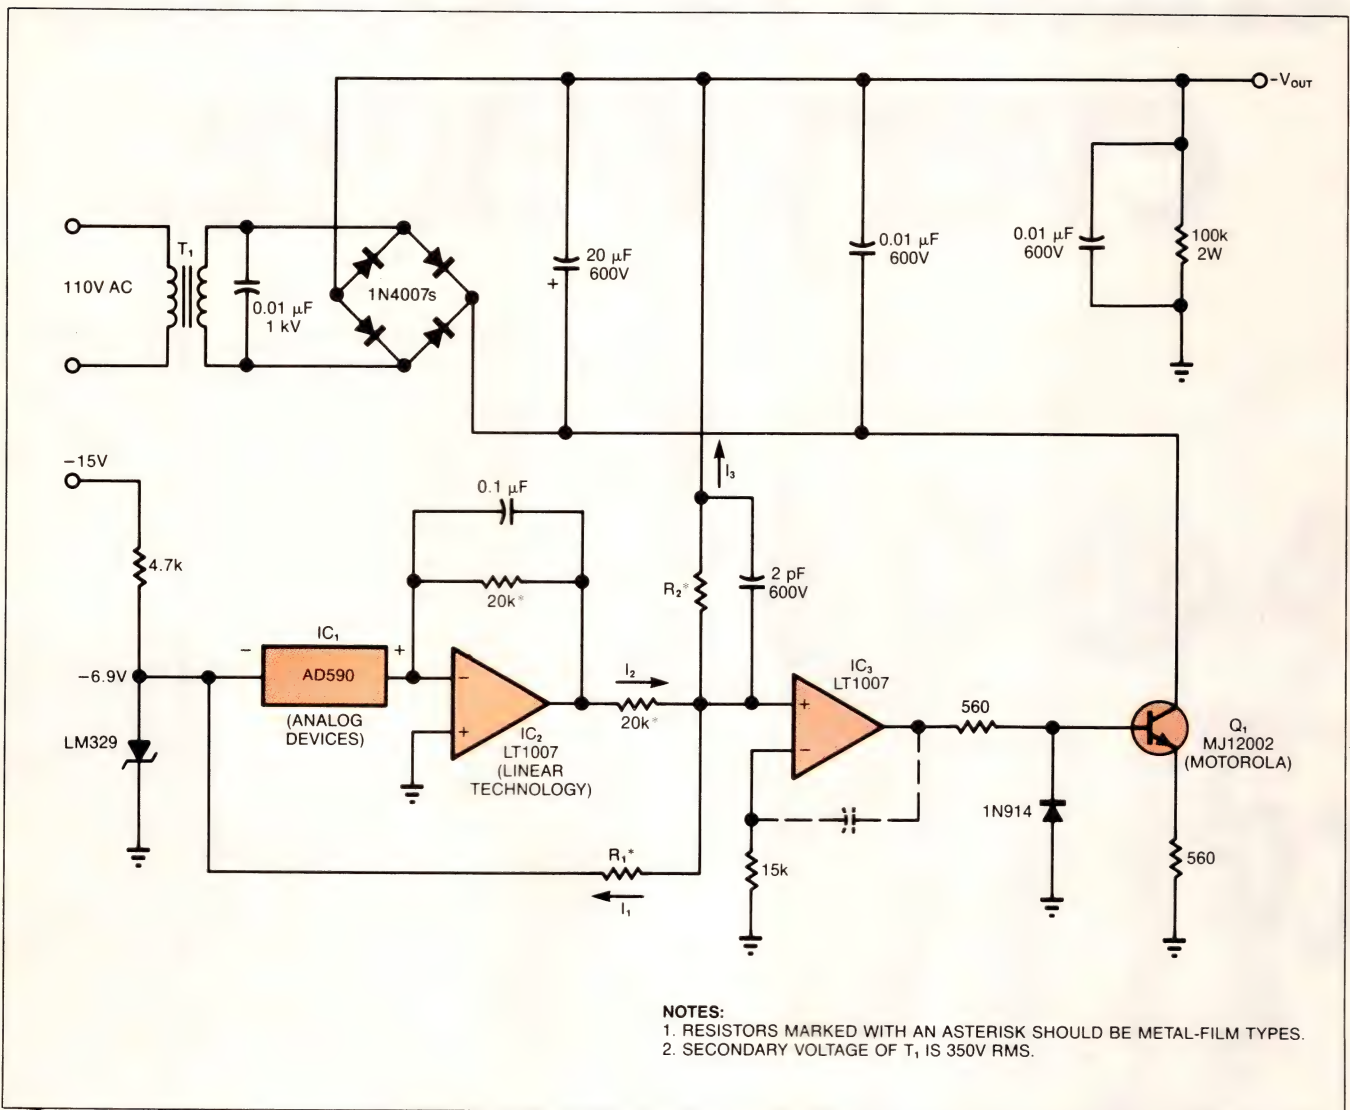 -V_OUT
T₁
110V AC
0.01 µF
1 kV
1N4007s
20 µF
600V
+
0.01 µF
600V
0.01 µF
600V
100k
2W
-15V
4.7k
-6.9V
LM329
0.1 µF
20k*
IC₁
-
+
AD590
(ANALOG
DEVICES)
-
+
IC₂
LT1007
(LINEAR
TECHNOLOGY)
I₂
20k*
I₃
R₂*
2 pF
600V
R₁*
I₁
IC₃
LT1007
+
-
15k
560
1N914
Q₁
MJ12002
(MOTOROLA)
560
NOTES:
1. RESISTORS MARKED WITH AN ASTERISK SHOULD BE METAL-FILM TYPES.
2. SECONDARY VOLTAGE OF T₁ IS 350V RMS.